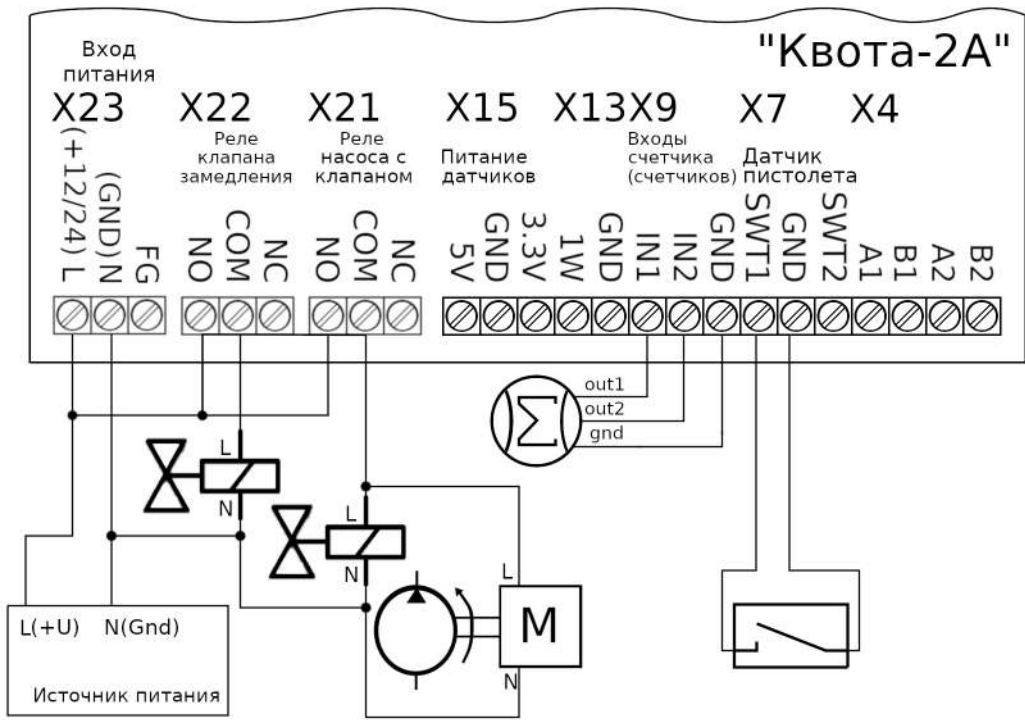 "Квота-2А"
Вход
питания
X23
X22
X21
X15
X13
X9
X7
X4
Реле
клапана
замедления
Реле
насоса с
клапаном
Питание
датчиков
Входы
счетчика
(счетчиков)
Датчик
пистолета
(+12/24) L
(GND) N
FG
NO
COM
NC
NO
COM
NC
5V
GND
3.3V
1W
GND
IN1
IN2
GND
SWT1
GND
SWT2
A1
B1
A2
B2
out1
out2
gnd
L
N
L
N
L
M
N
L(+U) N(Gnd)
Источник питания